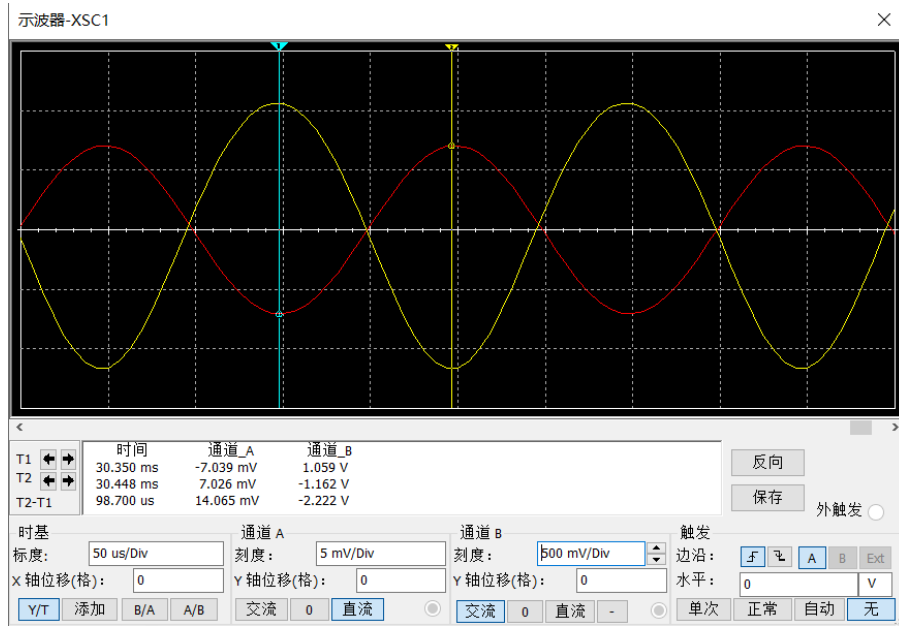 示波器-XSC1
1
2
时间 通道_A 通道_B
T1 30.350 ms -7.039 mV 1.059 V
T2 30.448 ms 7.026 mV -1.162 V
T2-T1 98.700 us 14.065 mV -2.222 V
反向
保存
外触发
时基 通道 A 通道 B 触发
标度: 50 us/Div 刻度: 5 mV/Div 刻度: 500 mV/Div 边沿: A B Ext
X 轴位移(格): 0 Y 轴位移(格): 0 Y 轴位移(格): 0 水平: 0 V
Y/T 添加 B/A A/B 交流 0 直流 交流 0 直流 - 单次 正常 自动 无